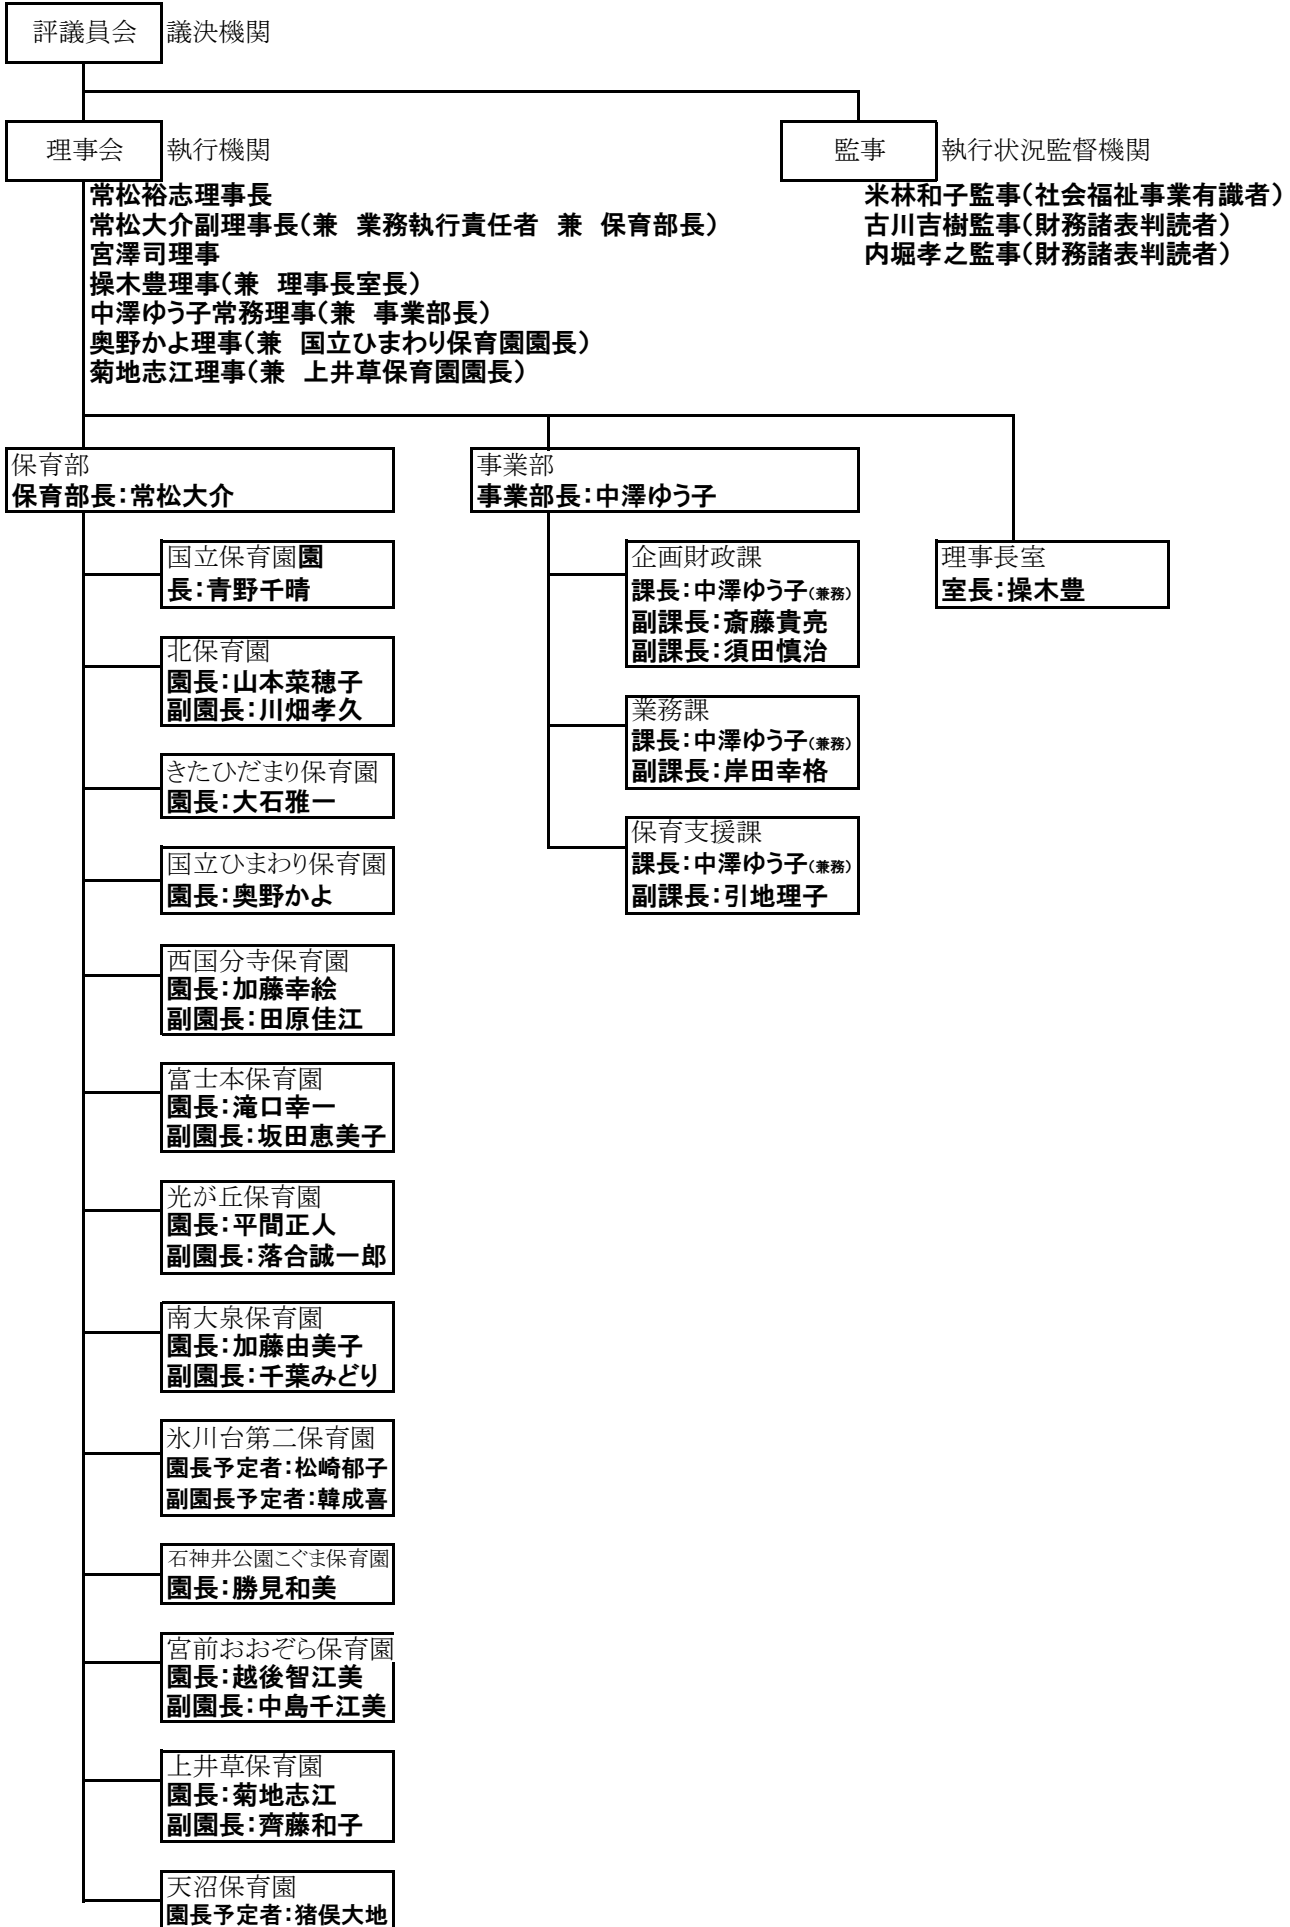 評議員会 議決機関
理事会 執行機関
監事 執行状況監督機関
常松裕志理事長
常松大介副理事長(兼 業務執行責任者 兼 保育部長)
宮澤司理事
操木豊理事(兼 理事長室長)
中澤ゆう子常務理事(兼 事業部長)
奥野かよ理事(兼 国立ひまわり保育園園長)
菊地志江理事(兼 上井草保育園園長)
米林和子監事(社会福祉事業有識者)
古川吉樹監事(財務諸表判読者)
内堀孝之監事(財務諸表判読者)
保育部
保育部長:常松大介
国立保育園園
長:青野千晴
北保育園
園長:山本菜穂子
副園長:川畑孝久
きたひだまり保育園
園長:大石雅一
国立ひまわり保育園
園長:奥野かよ
西国分寺保育園
園長:加藤幸絵
副園長:田原佳江
富士本保育園
園長:滝口幸一
副園長:坂田恵美子
光が丘保育園
園長:平間正人
副園長:落合誠一郎
南大泉保育園
園長:加藤由美子
副園長:千葉みどり
氷川台第二保育園
園長予定者:松崎郁子
副園長予定者:韓成喜
石神井公園こぐま保育園
園長:勝見和美
宮前おおぞら保育園
園長:越後智江美
副園長:中島千江美
上井草保育園
園長:菊地志江
副園長:齊藤和子
天沼保育園
園長予定者:猪俣大地
事業部
事業部長:中澤ゆう子
企画財政課
課長:中澤ゆう子(兼務)
副課長:斎藤貴亮
副課長:須田慎治
業務課
課長:中澤ゆう子(兼務)
副課長:岸田幸格
保育支援課
課長:中澤ゆう子(兼務)
副課長:引地理子
理事長室
室長:操木豊